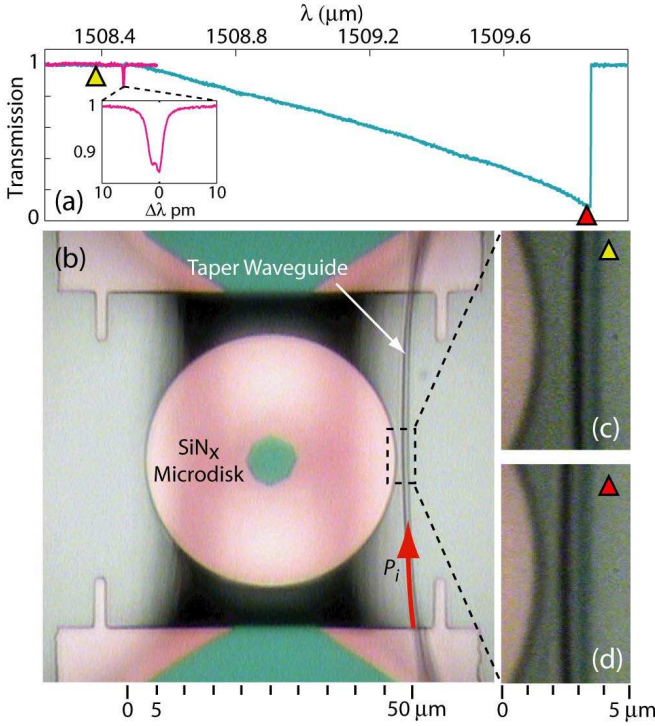 λ (μm)
1508.4 1508.8 1509.2 1509.6
1
Transmission
0
1
0.9
10 0 10
Δλ pm
(a)
(b)
Taper Waveguide
SiNx
Microdisk
Pi
(c)
(d)
0 5 50 μm
0 5 μm